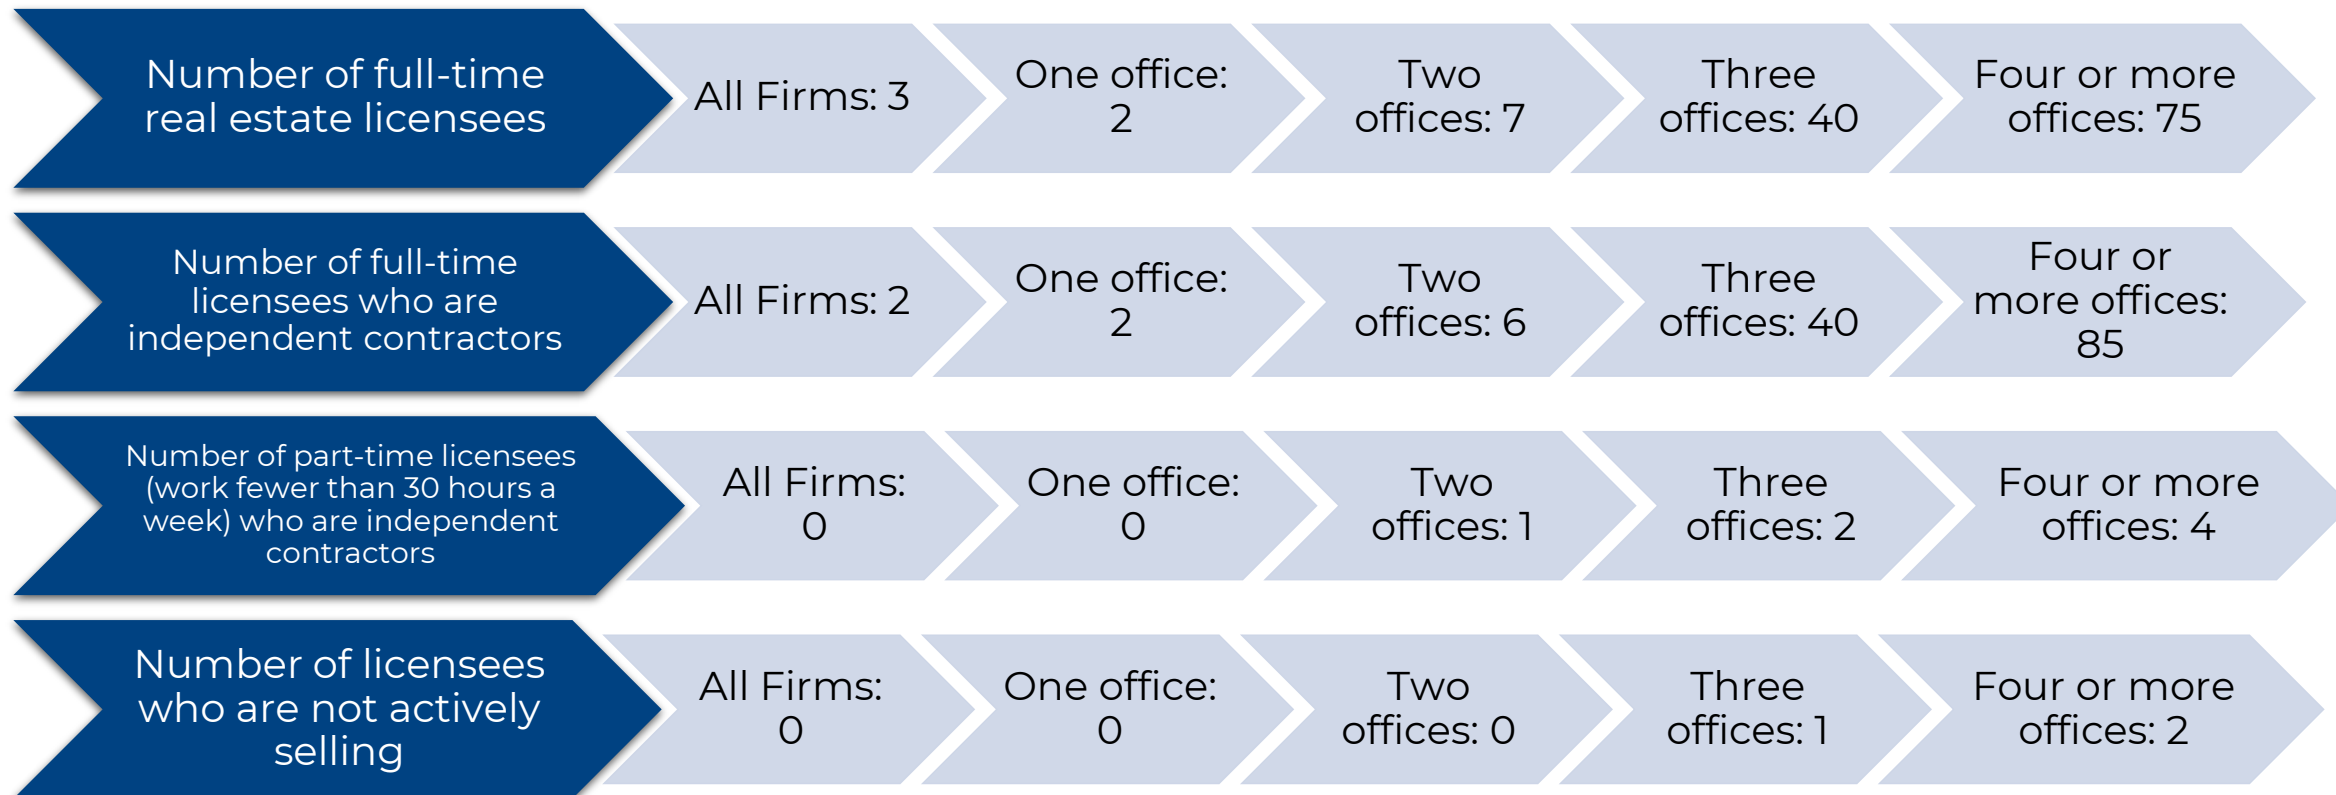 Number of full-time
real estate licensees
All Firms: 3
One office:
2
Two
offices: 7
Three
offices: 40
Four or more
offices: 75
Number of full-time
licensees who are
independent contractors
All Firms: 2
One office:
2
Two
offices: 6
Three
offices: 40
Four or
more offices:
85
Number of part-time licensees
(work fewer than 30 hours a
week) who are independent
contractors
All Firms:
0
One office:
0
Two
offices: 1
Three
offices: 2
Four or more
offices: 4
Number of licensees
who are not actively
selling
All Firms:
0
One office:
0
Two
offices: 0
Three
offices: 1
Four or more
offices: 2